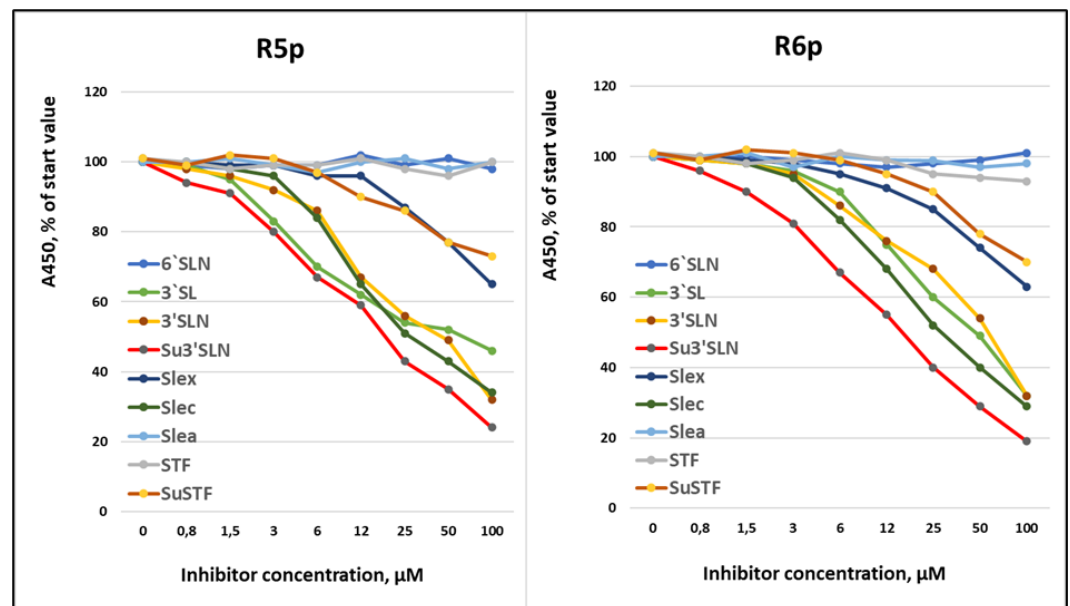 R5p
A450, % of start value
120
100
80
60
40
20
0
6`SLN
3`SL
3'SLN
Su3'SLN
Slex
Slec
Slea
STF
SuSTF
0 0,8 1,5 3 6 12 25 50 100
Inhibitor concentration, µM
R6p
A450, % of start value
120
100
80
60
40
20
0
6`SLN
3`SL
3'SLN
Su3'SLN
Slex
Slec
Slea
STF
SuSTF
0 0,8 1,5 3 6 12 25 50 100
Inhibitor concentration, µM